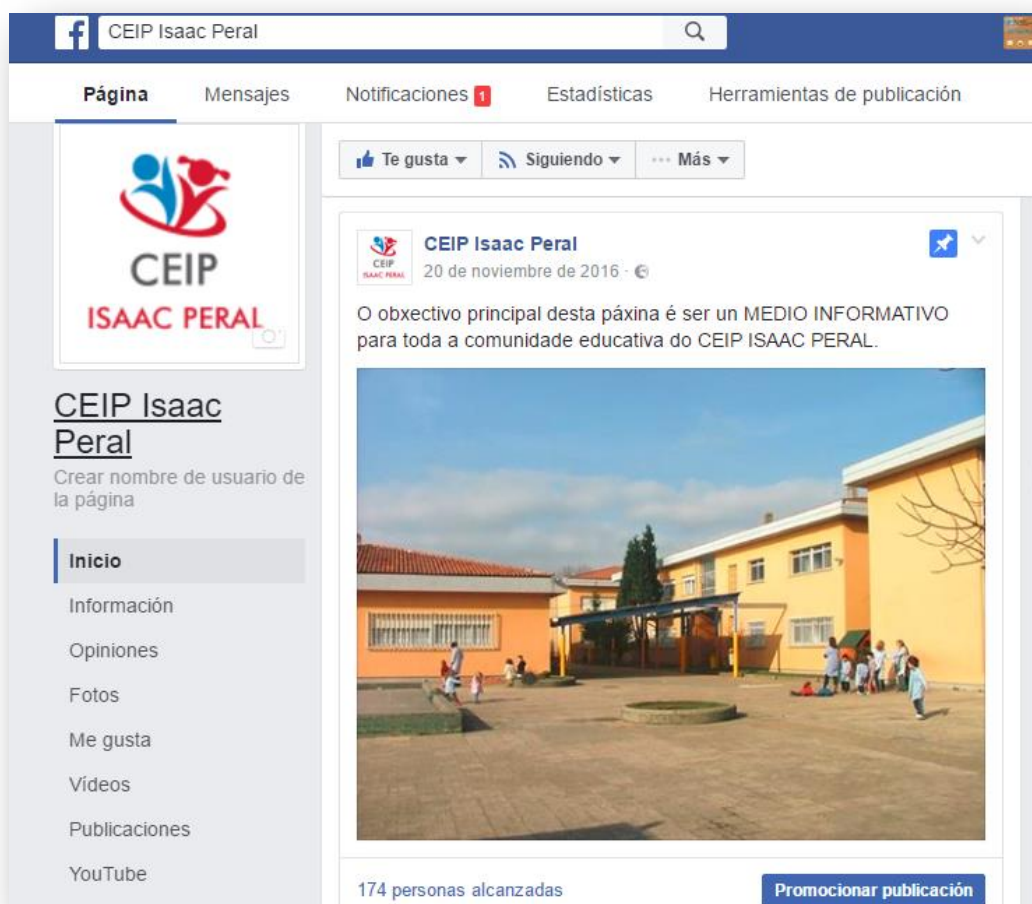 CEIP Isaac Peral
Página Mensajes Notificaciones 1 Estadísticas Herramientas de publicación
CEIP
ISAAC PERAL
CEIP Isaac
Peral
Crear nombre de usuario de
la página
Inicio
Información
Opiniones
Fotos
Me gusta
Vídeos
Publicaciones
YouTube
Te gusta Siguiendo ··· Más
CEIP
ISAAC PERAL
CEIP Isaac Peral
20 de noviembre de 2016 ·
O obxectivo principal desta páxina é ser un MEDIO INFORMATIVO
para toda a comunidade educativa do CEIP ISAAC PERAL.
174 personas alcanzadas
Promocionar publicación